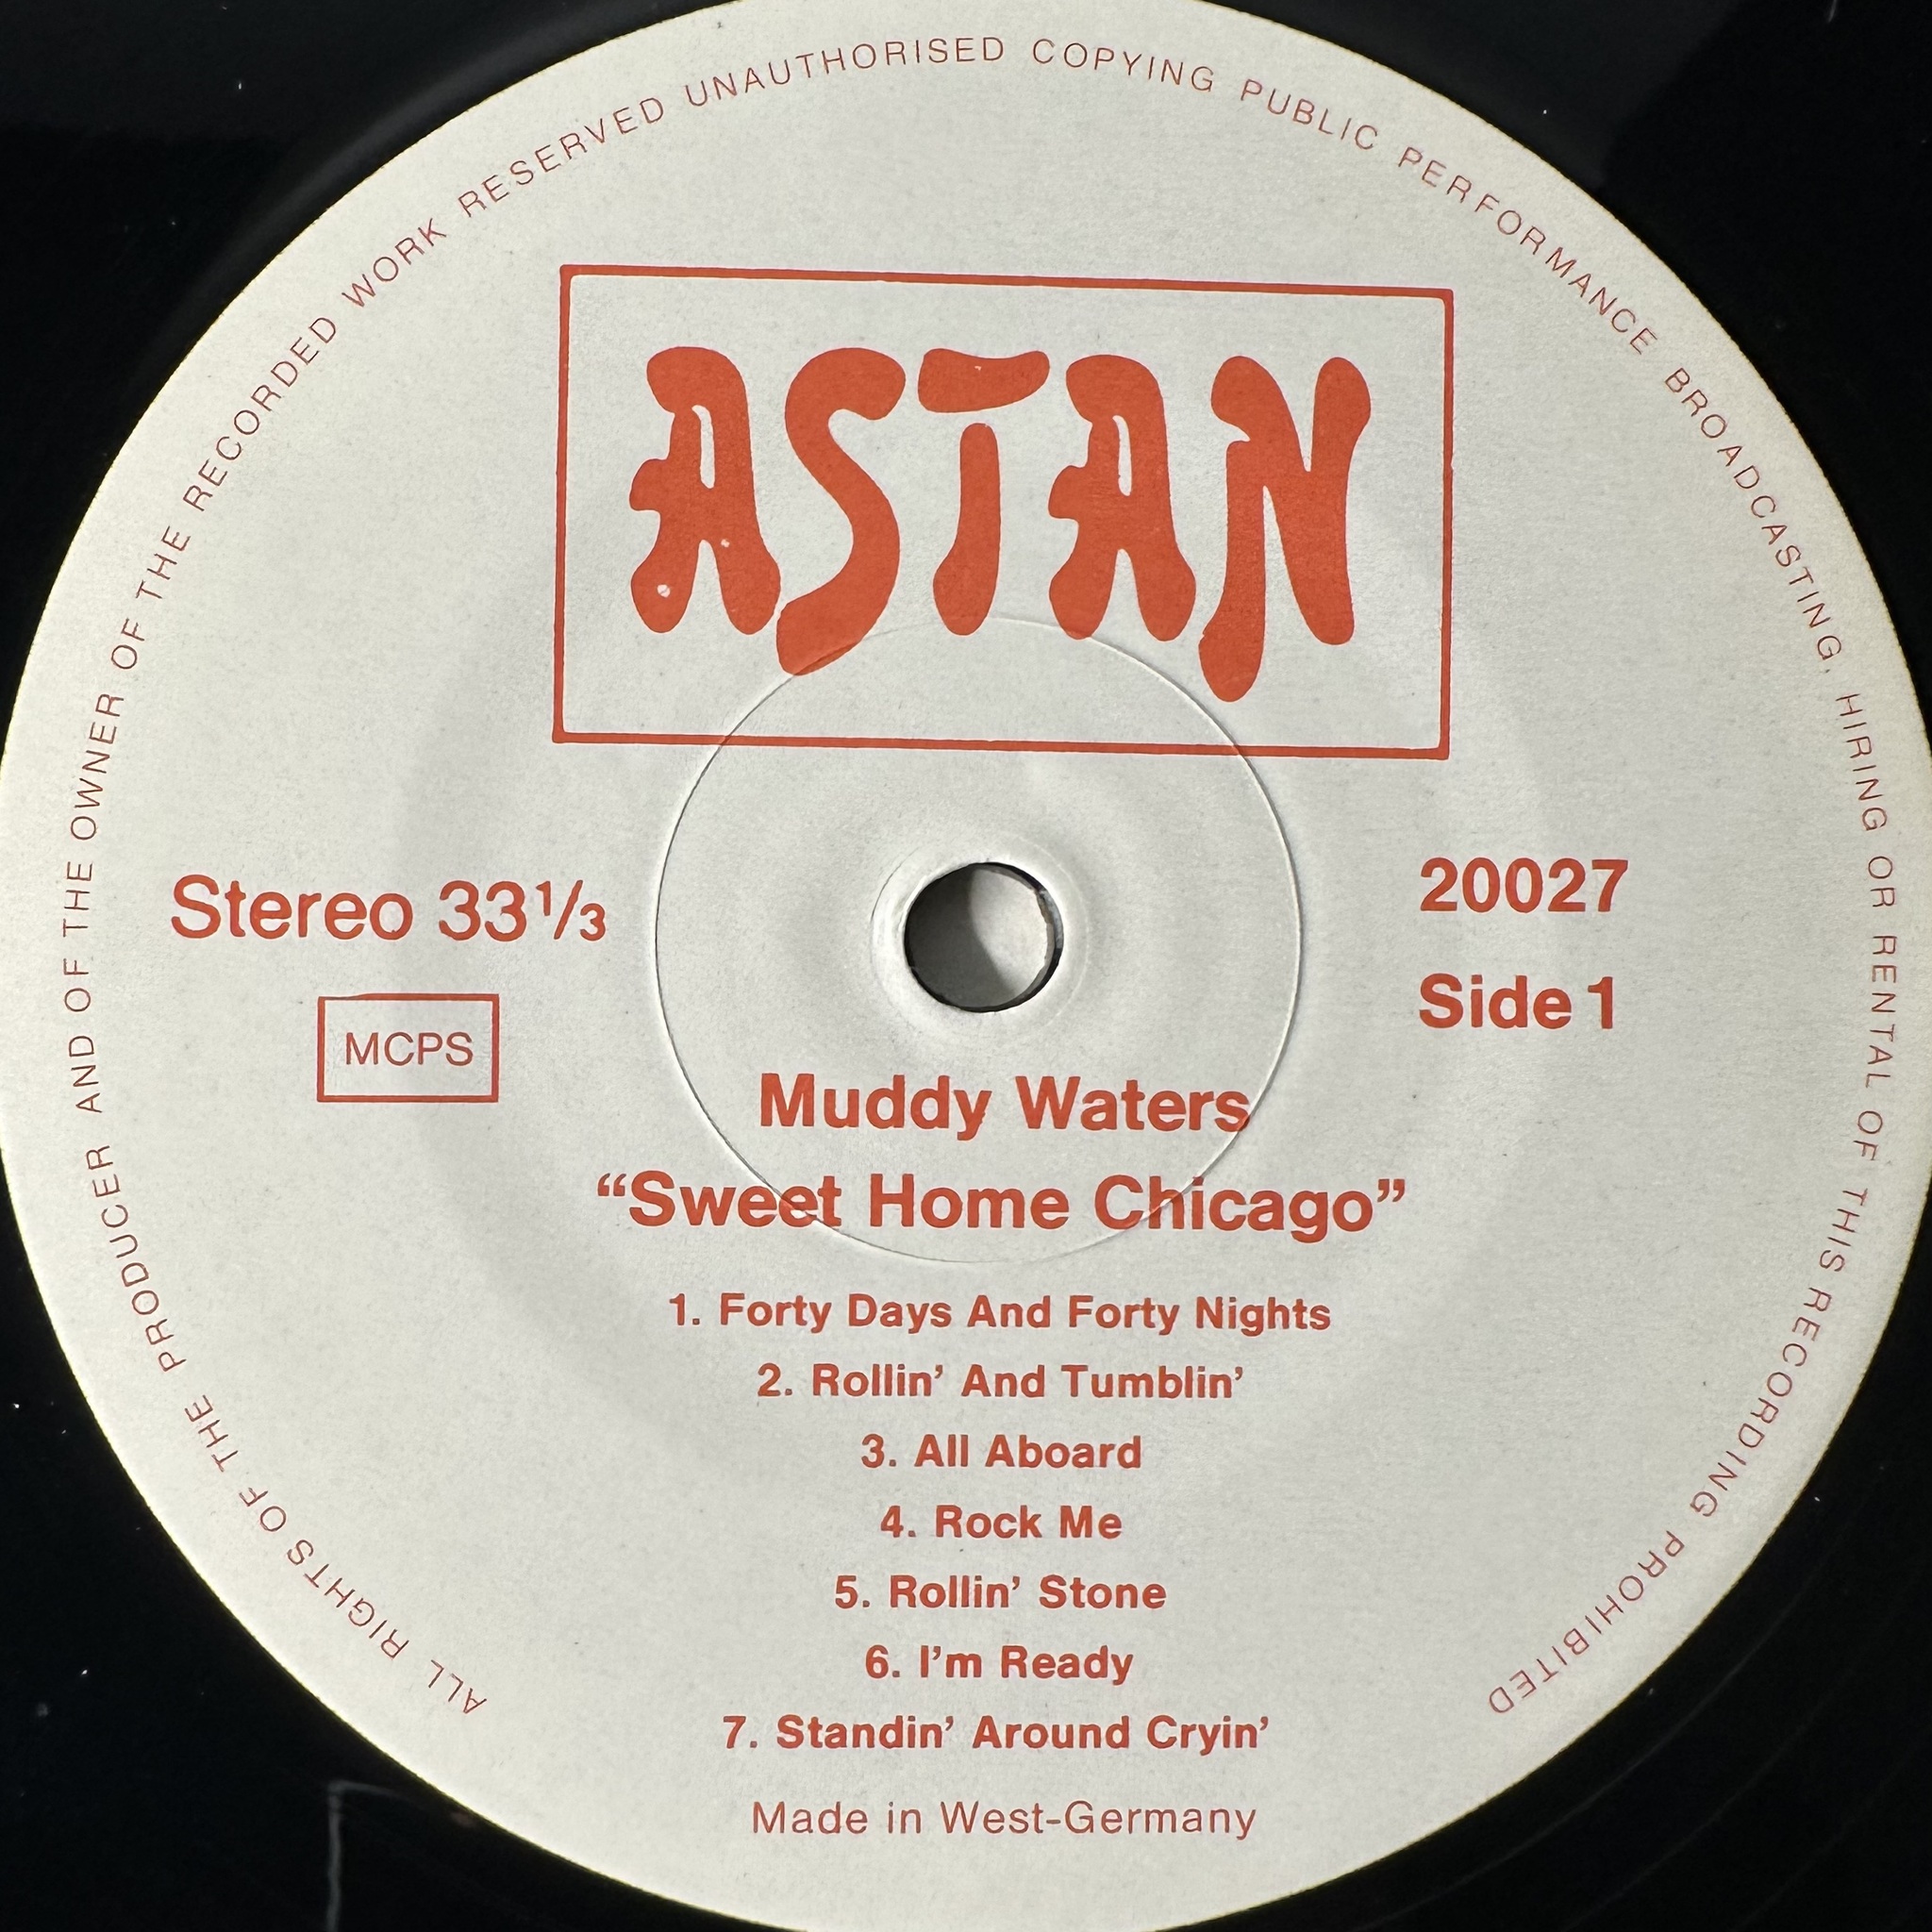 ALL RIGHTS OF THE PRODUCER AND OF THE OWNER OF THE RECORDED WORK RESERVED UNAUTHORISED COPYING PUBLIC PERFORMANCE BROADCASTING, HIRING OR RENTAL OF THIS RECORDING PROHIBITED
ASTAN
Stereo 33⅓
MCPS
20027
Side 1
Muddy Waters
“Sweet Home Chicago”
1. Forty Days And Forty Nights
2. Rollin’ And Tumblin’
3. All Aboard
4. Rock Me
5. Rollin’ Stone
6. I’m Ready
7. Standin’ Around Cryin’
Made in West-Germany